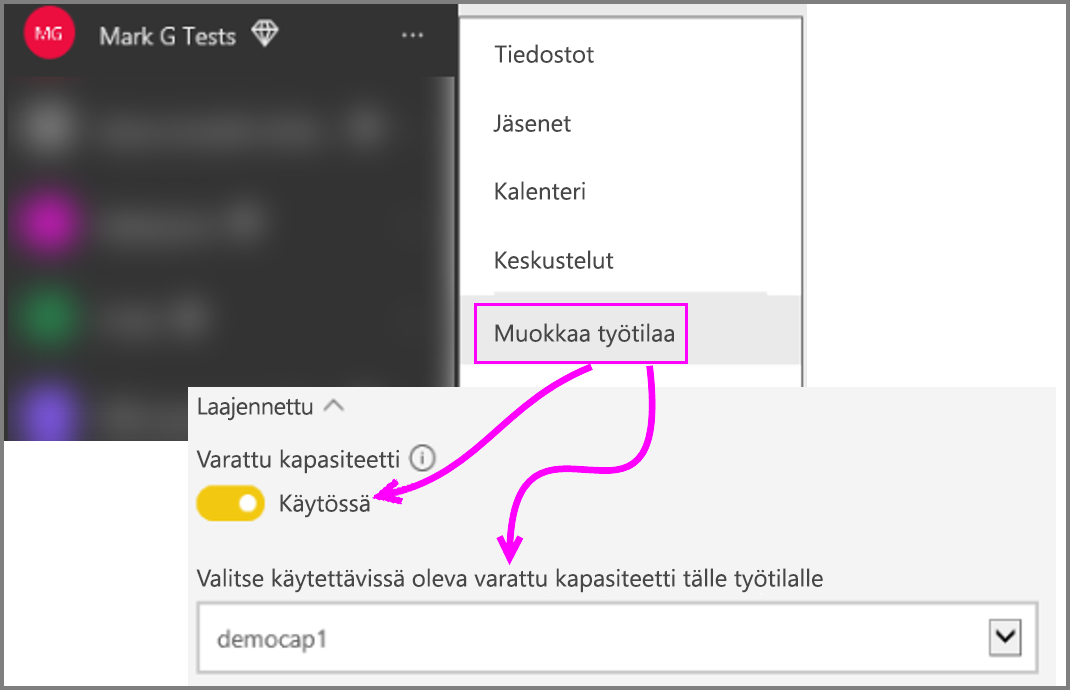 MG
Mark G Tests
...
Tiedostot
Jäsenet
Kalenteri
Keskustelut
Muokkaa työtilaa
Laajennettu
Varattu kapasiteetti
Käytössä
Valitse käytettävissä oleva varattu kapasiteetti tälle työtilalle
democap1